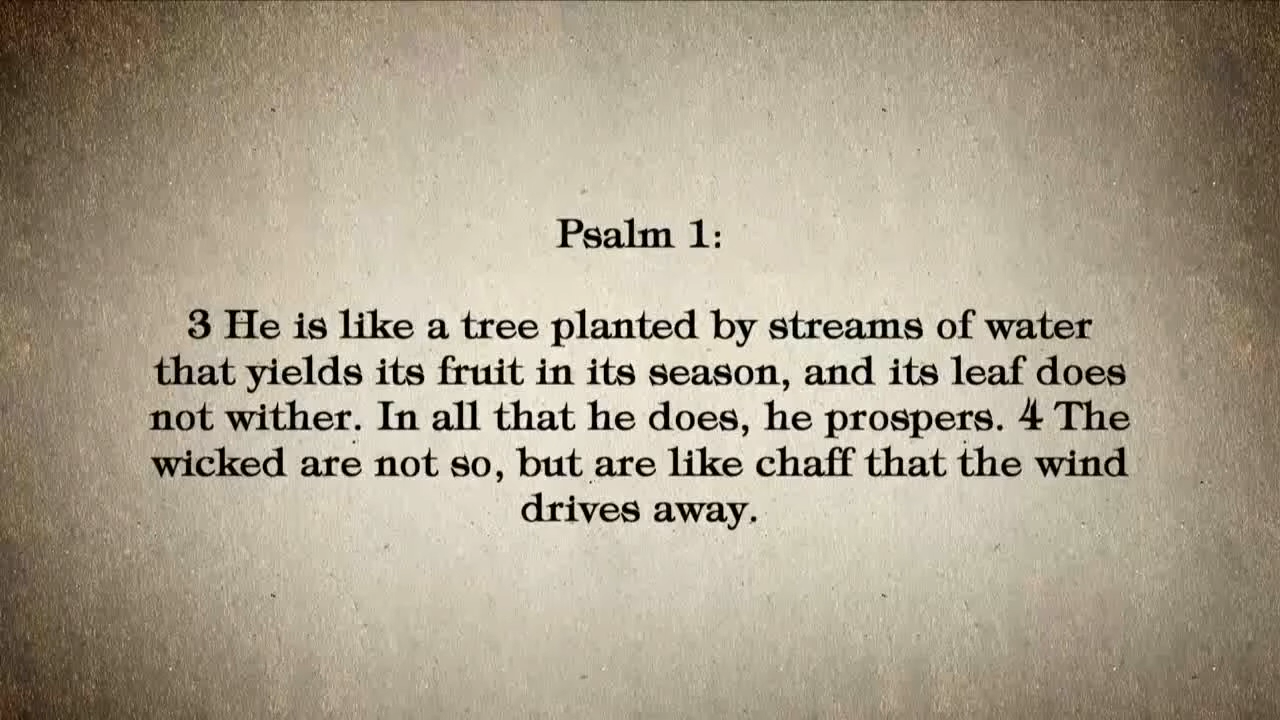 Psalm 1:
3 He is like a tree planted by streams of water
that yields its fruit in its season, and its leaf does
not wither. In all that he does, he prospers. 4 The
wicked are not so, but are like chaff that the wind
drives away.